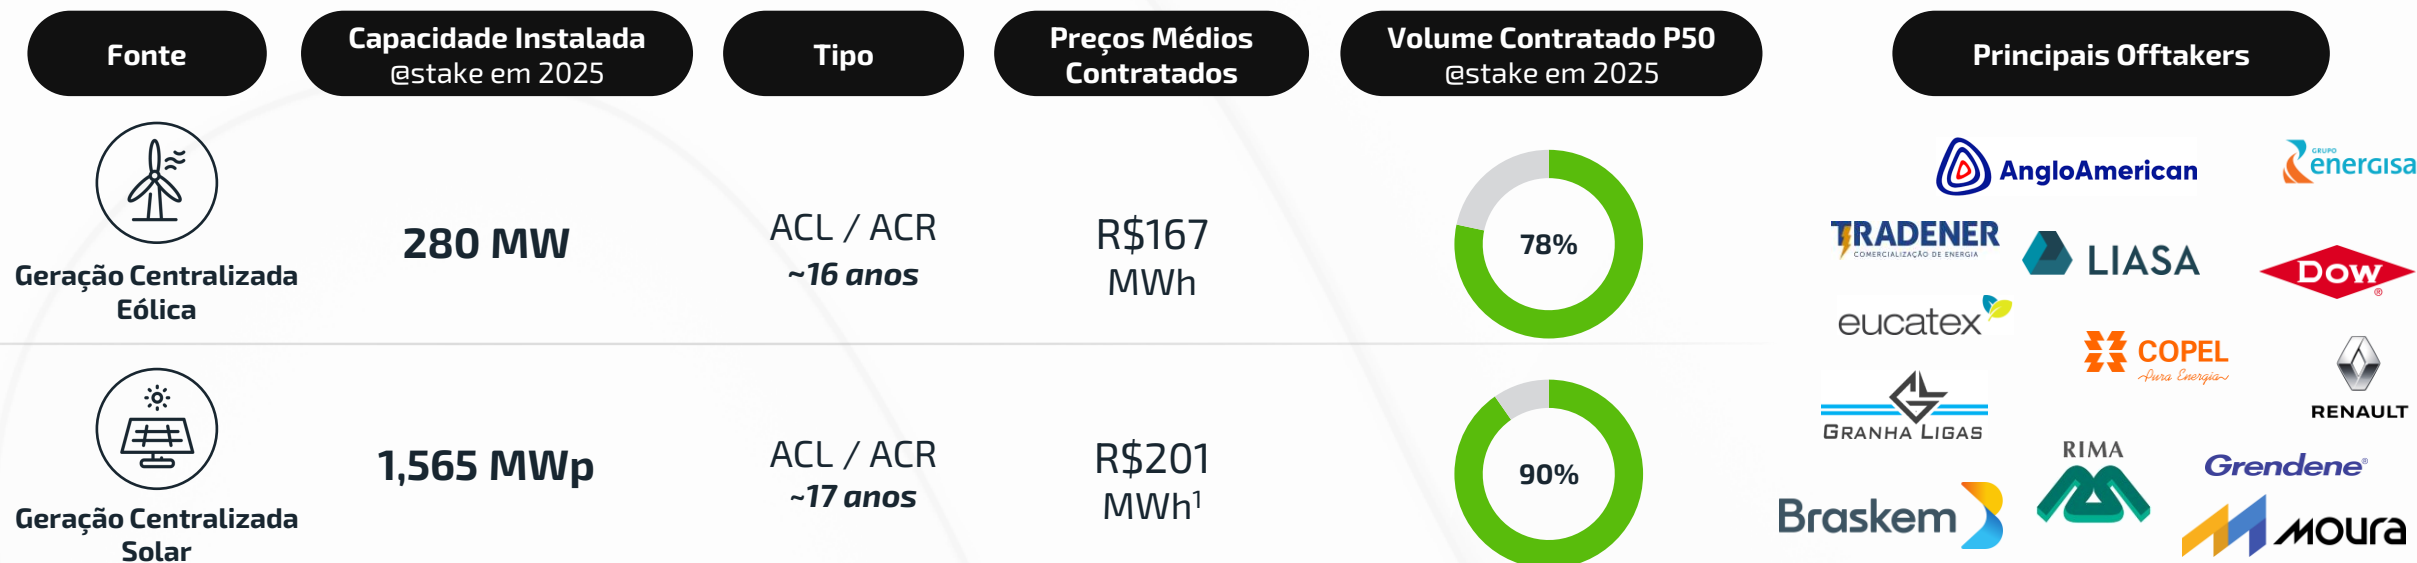 Fonte
Capacidade Instalada
@stake em 2025
Tipo
Preços Médios
Contratados
Volume Contratado P50
@stake em 2025
Principais Offtakers
Geração Centralizada
Eólica
280 MW
ACL / ACR
~16 anos
R$167
MWh
78%
Geração Centralizada
Solar
1,565 MWp
ACL / ACR
~17 anos
R$201
MWh¹
90%
AngloAmerican
GRUPO
energisa
TRADENER
COMERCIALIZAÇÃO DE ENERGIA
LIASA
Dow®
eucatex
COPEL
Pura Energia
RENAULT
GRANHA LIGAS
RIMA
Grendene®
Braskem
MOURA